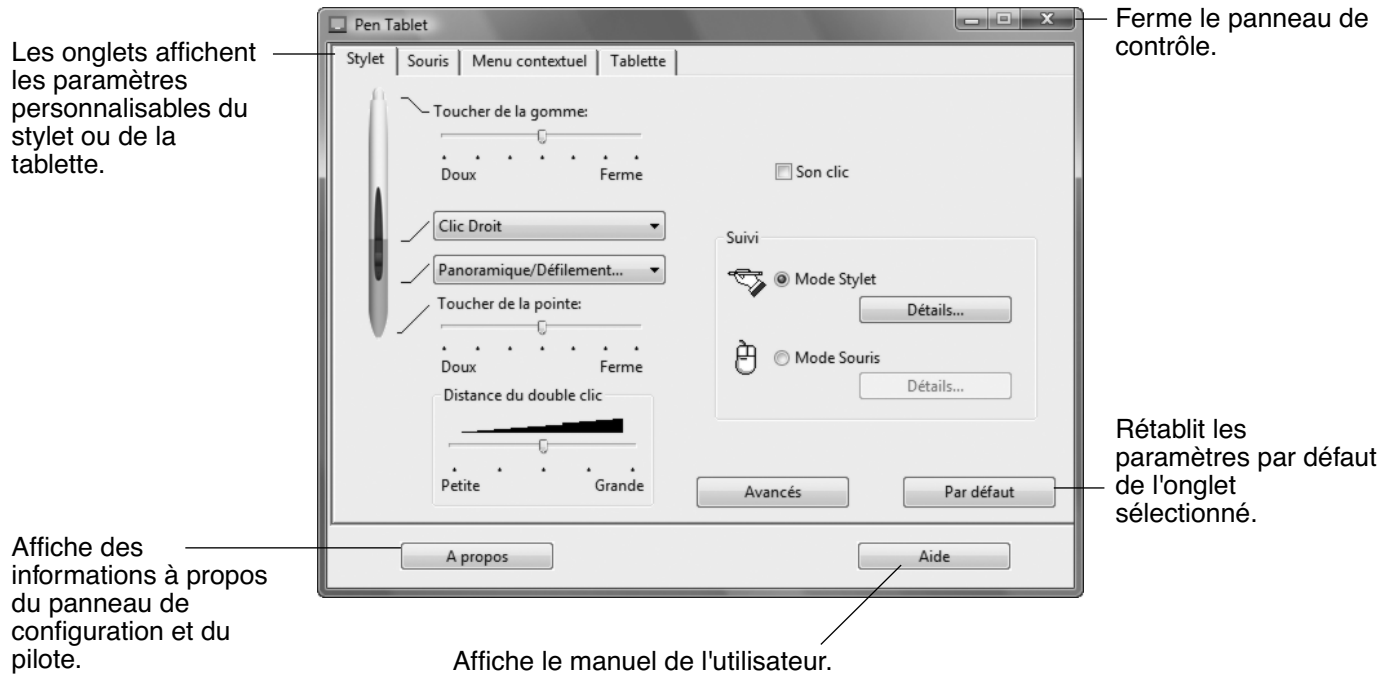 Pen Tablet
Ferme le panneau de
contrôle.
Les onglets affichent
les paramètres
personnalisables du
stylet ou de la
tablette.
Stylet Souris Menu contextuel Tablette
Toucher de la gomme:
Doux Ferme
Son clic
Clic Droit
Panoramique/Défilement...
Suivi
Mode Stylet
Détails...
Mode Souris
Détails...
Toucher de la pointe:
Doux Ferme
Distance du double clic
Petite Grande
Avancés
Par défaut
Rétablit les
paramètres par défaut
de l'onglet
sélectionné.
Affiche des
informations à propos
du panneau de
configuration et du
pilote.
A propos
Aide
Affiche le manuel de l'utilisateur.